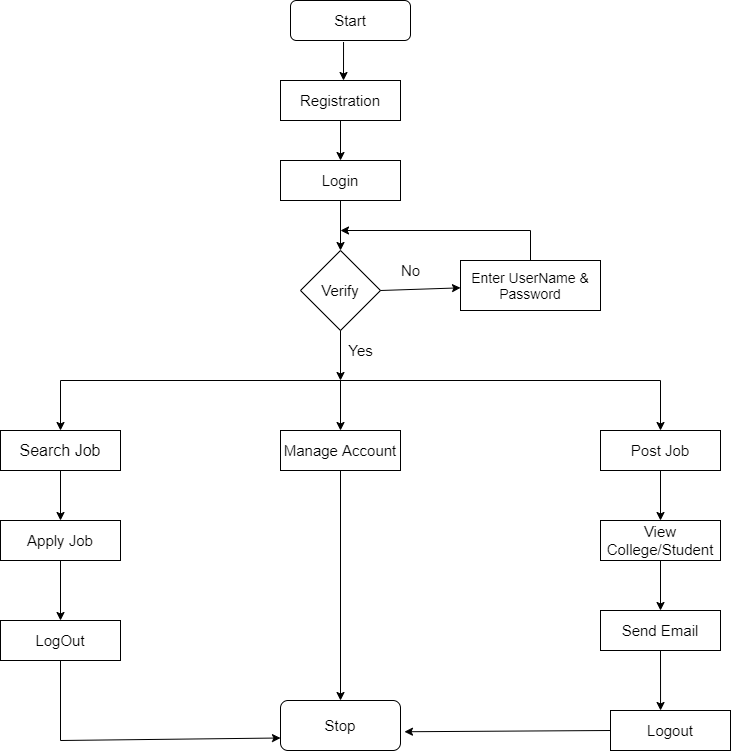 Start
Registration
Login
Verify
No
Enter UserName &
Password
Yes
Search Job
Manage Account
Post Job
Apply Job
View
College/Student
LogOut
Send Email
Stop
Logout